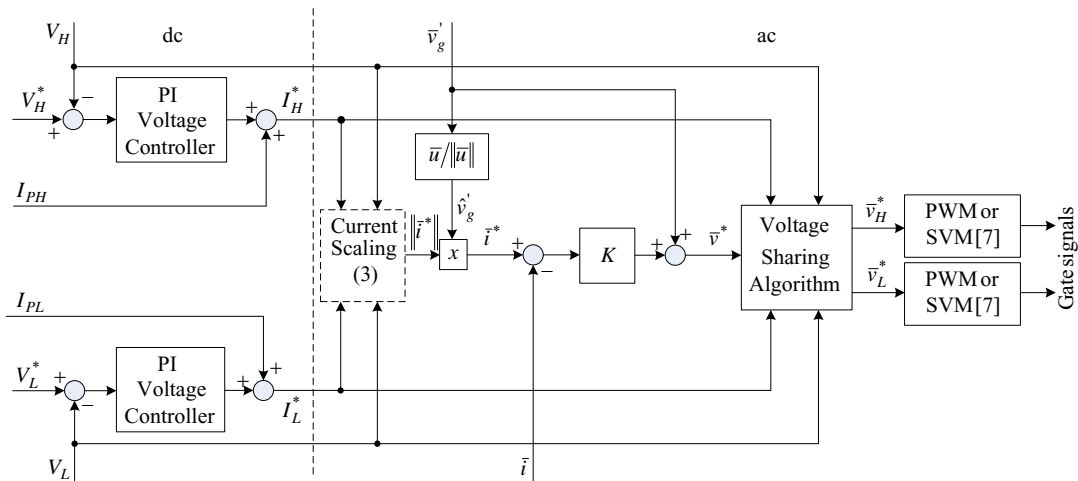 V_H
dc
v̅_g'
ac
V_H^*
−
+
PI
Voltage
Controller
+
+
I_H^*
I_PH
u̅/‖u̅‖
v̂_g'
Current
Scaling
(3)
‖i̅^*‖
x
i̅^*
+
−
K
+
+
v̅^*
Voltage
Sharing
Algorithm
v̅_H^*
v̅_L^*
PWM or
SVM[7]
PWM or
SVM[7]
Gate signals
I_PL
V_L^*
+
−
PI
Voltage
Controller
+
+
I_L^*
V_L
i̅